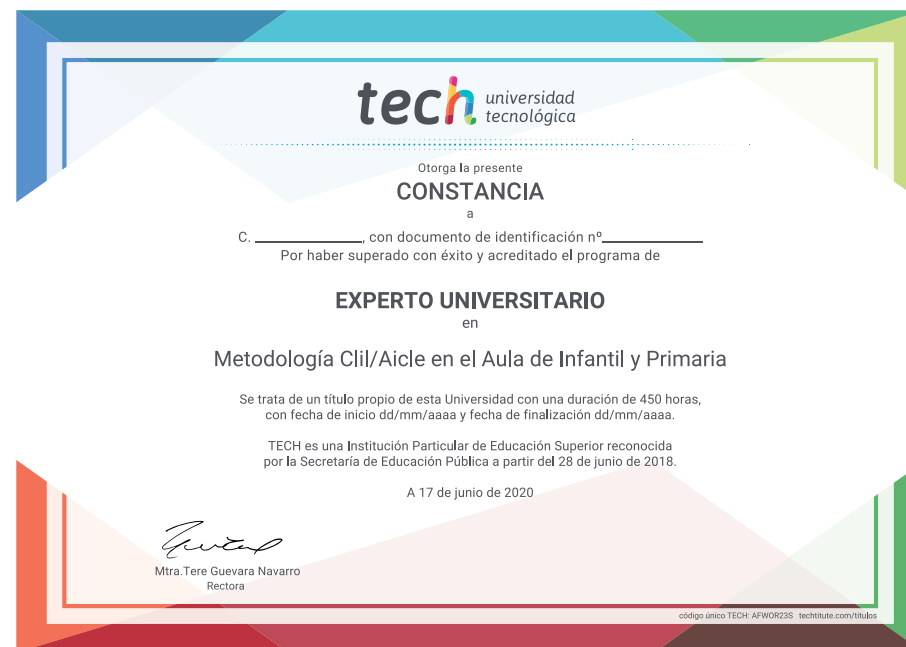 tech universidad
tecnológica
Otorga la presente
CONSTANCIA
a
C. ____________, con documento de identificación nº____________
Por haber superado con éxito y acreditado el programa de
EXPERTO UNIVERSITARIO
en
Metodología Clil/Aicle en el Aula de Infantil y Primaria
Se trata de un título propio de esta Universidad con una duración de 450 horas,
con fecha de inicio dd/mm/aaaa y fecha de finalización dd/mm/aaaa.
TECH es una Institución Particular de Educación Superior reconocida
por la Secretaría de Educación Pública a partir del 28 de junio de 2018.
A 17 de junio de 2020
Mtra.Tere Guevara Navarro
Rectora
código único TECH: AFWOR23S techtitute.com/titulos